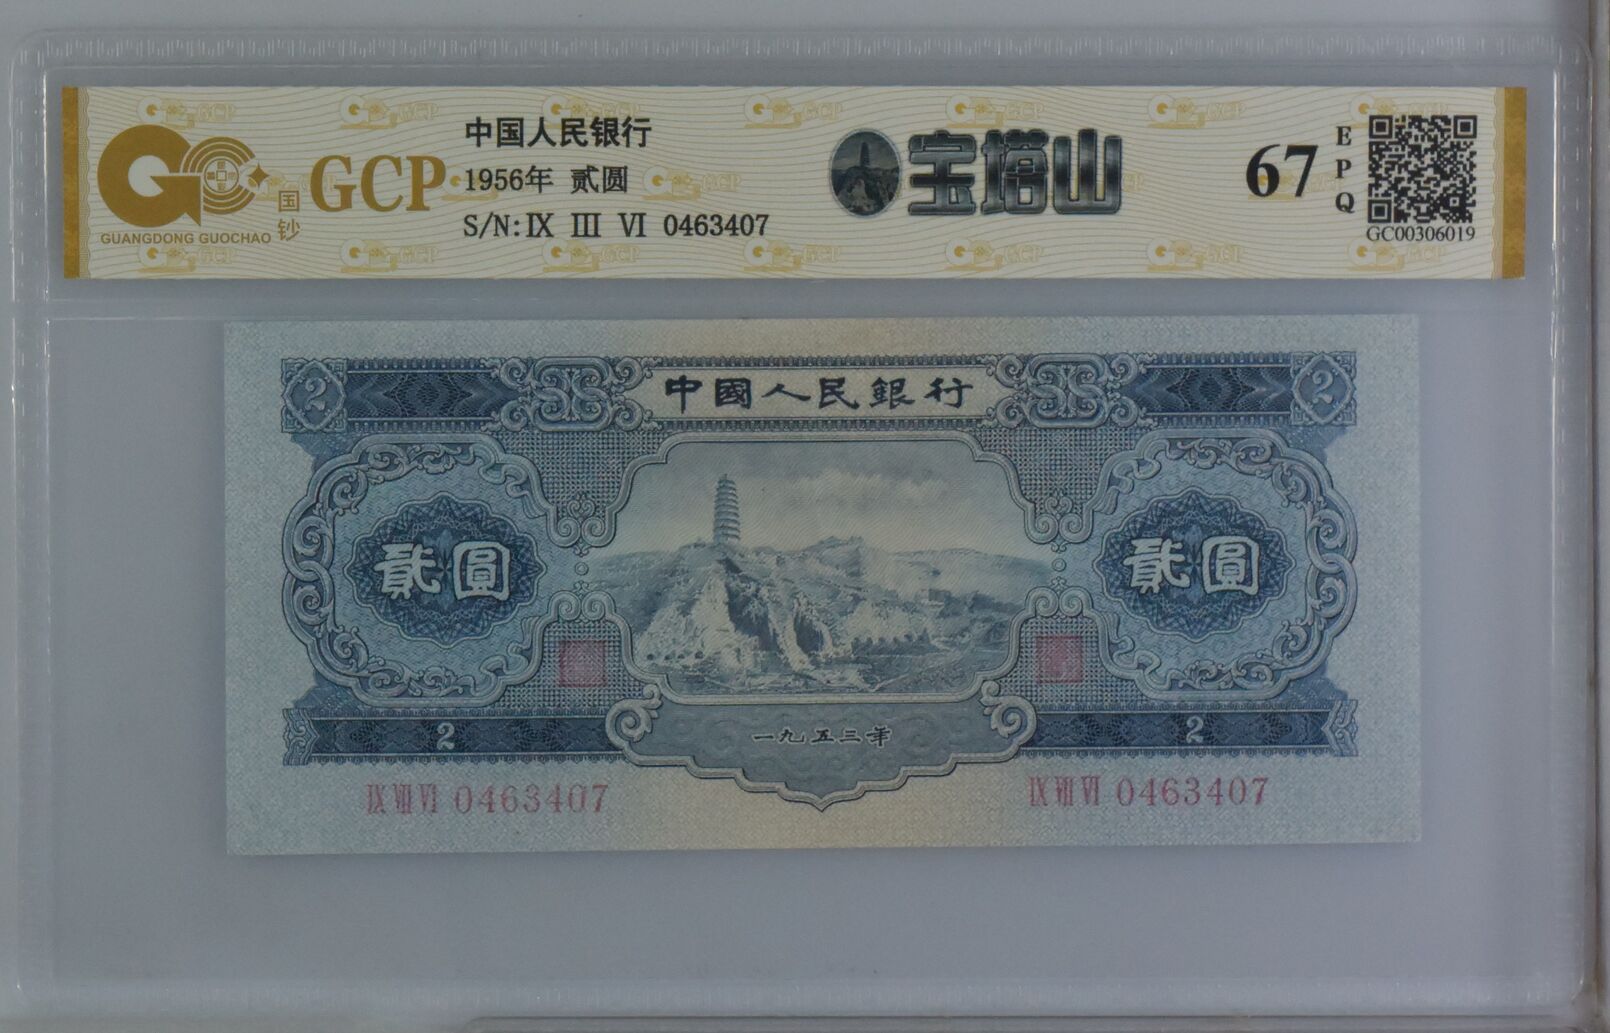 GCP
国钞
GUANGDONG GUOCHAO
中国人民银行
1956年 贰圆
S/N:Ⅸ Ⅲ Ⅵ 0463407
宝塔山
67
EPQ
GC00306019
中國人民銀行
2
2
貳圓
貳圓
2
一九五三年
2
Ⅸ Ⅶ Ⅵ 0463407
Ⅸ Ⅷ Ⅵ 0463407